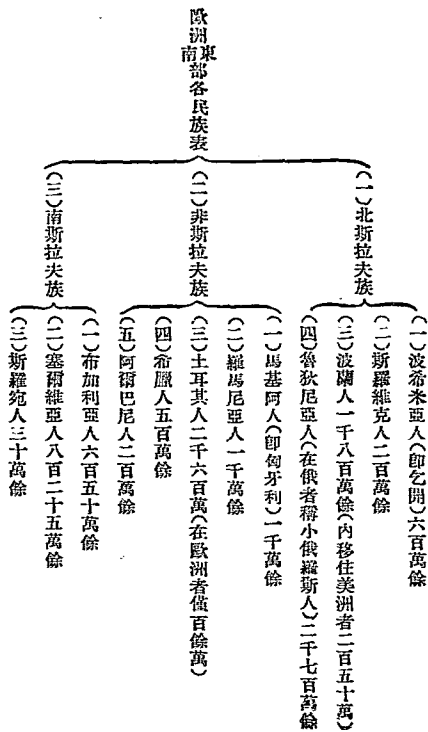 歐洲東南部各民族表
(一)北斯拉夫族
(一)波希米亞人(卽乞開)六百萬餘
(二)斯羅維克人二百萬餘
(三)波蘭人一千八百萬餘(內移住美洲者二百五十萬)
(四)魯狄尼亞人(在俄者稱小俄羅斯人)二千七百萬餘
(二)非斯拉夫族
(一)馬基阿人(卽匈牙利)一千萬餘
(二)羅馬尼亞人一千萬餘
(三)土耳其人二千六百萬(在歐洲者僅百餘萬)
(四)希臘人五百萬餘
(五)阿爾巴尼人二百萬餘
(三)南斯拉夫族
(一)布加利亞人六百五十萬餘
(二)塞爾維亞人八百二十五萬餘
(三)斯羅宛人三十萬餘